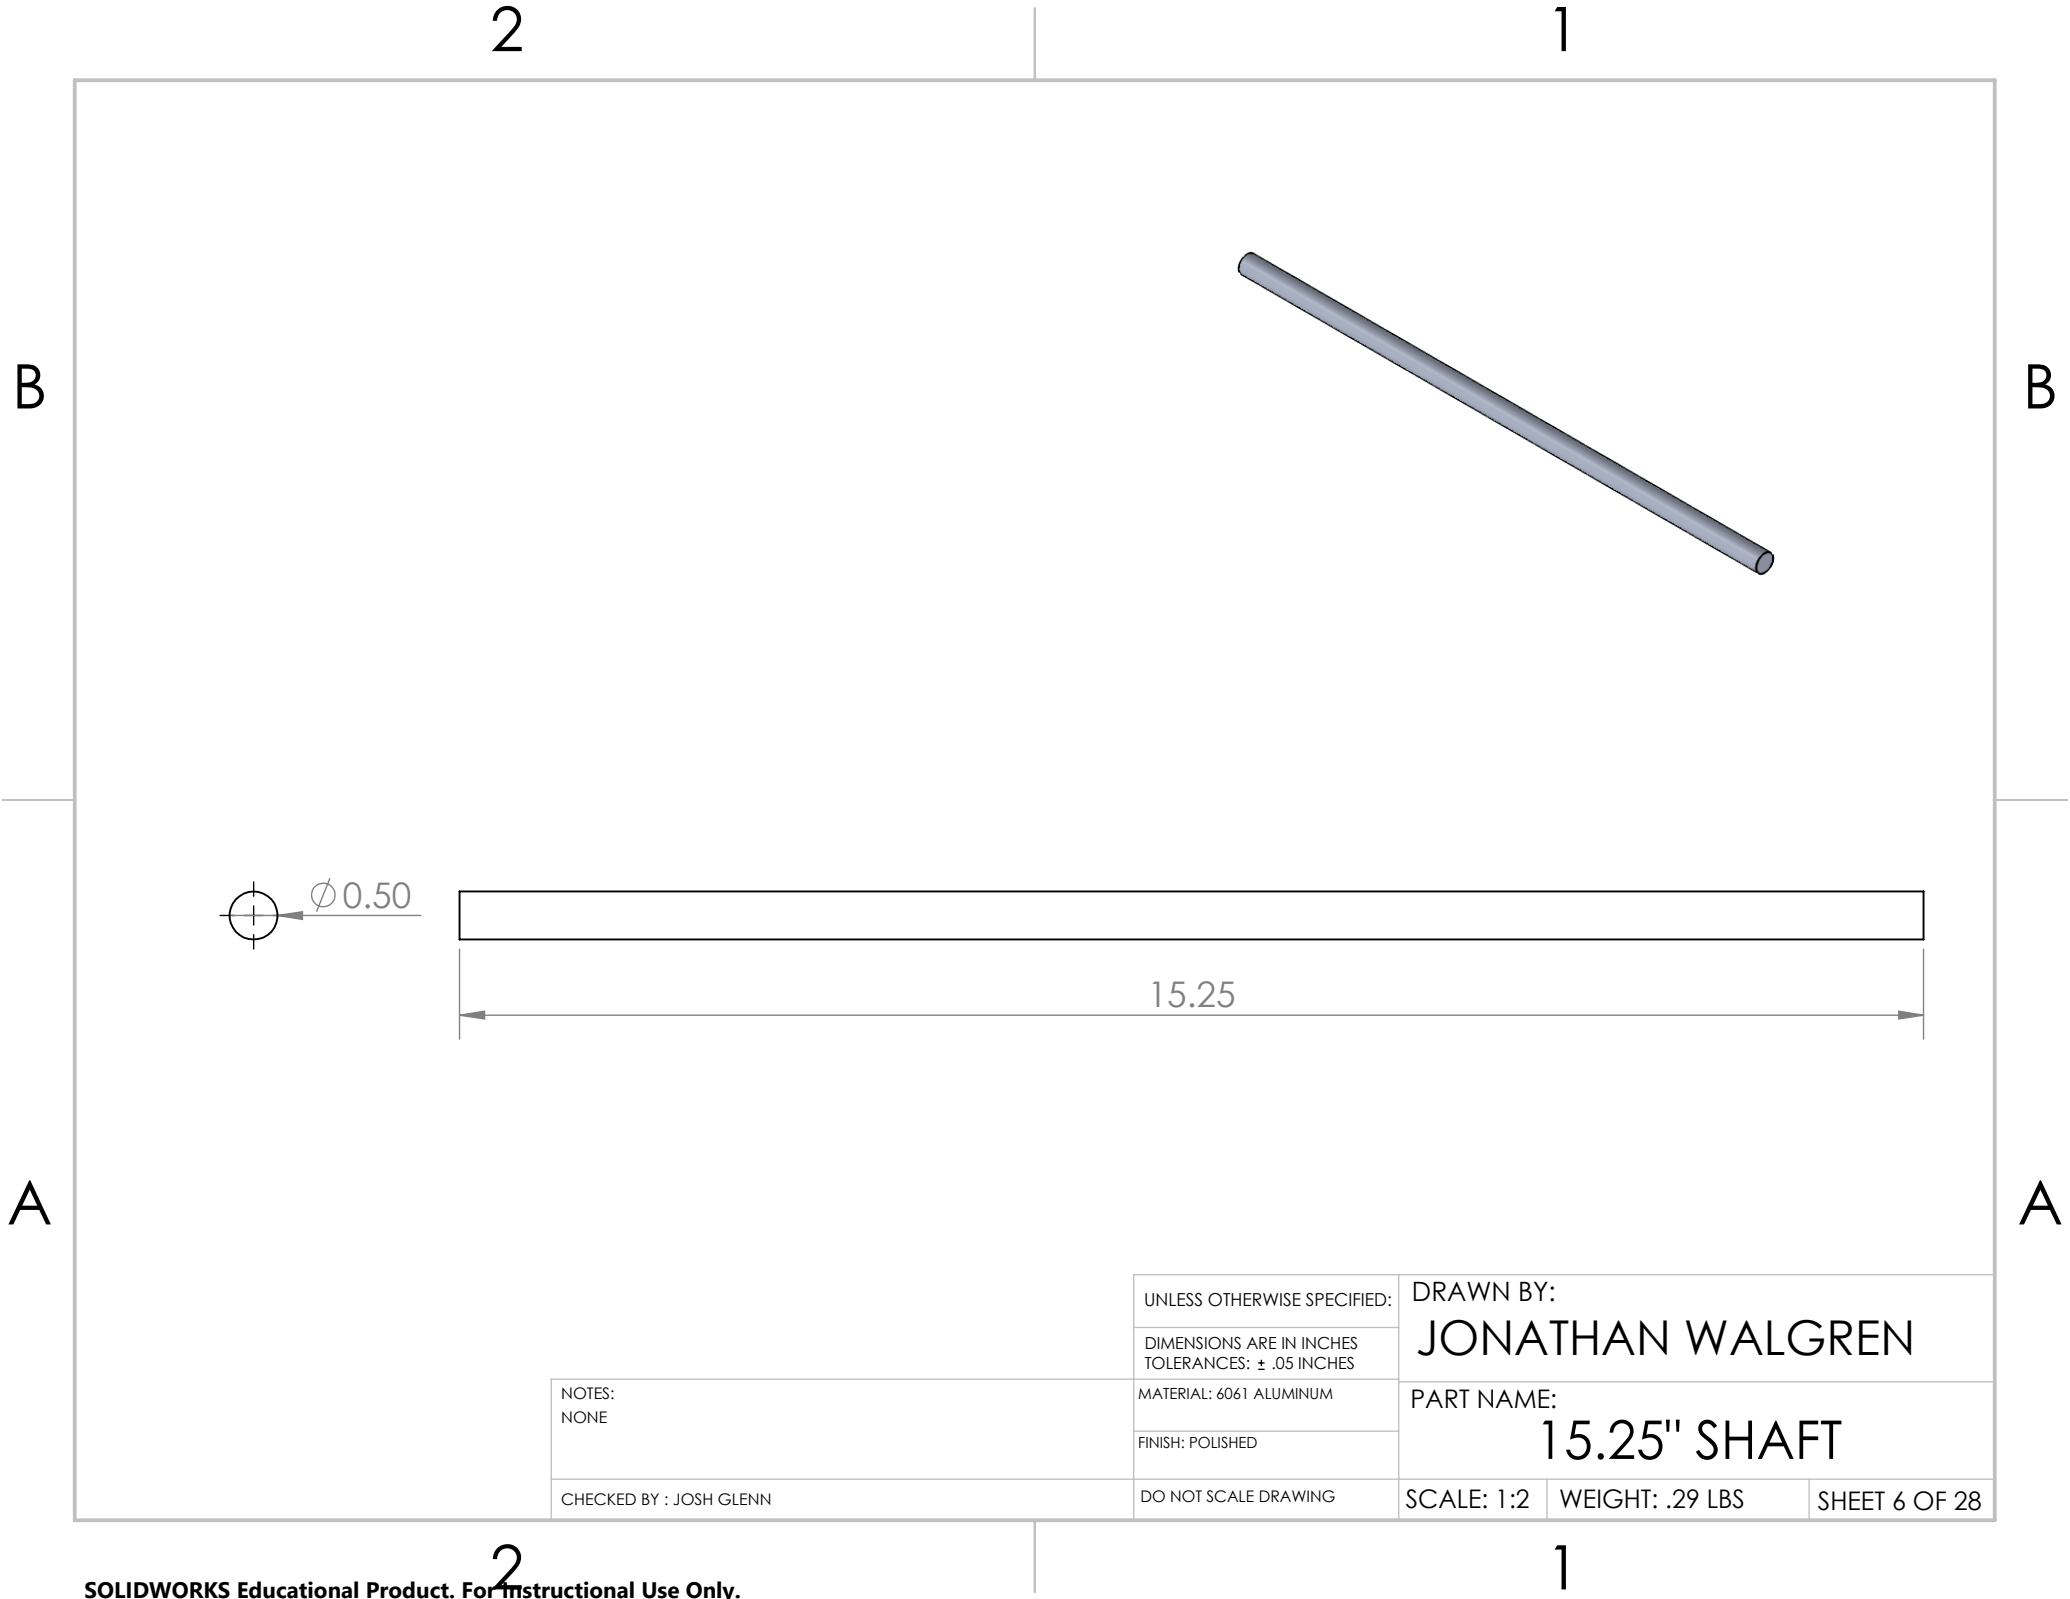 2 1
B B
⌀0.50
15.25
A A
UNLESS OTHERWISE SPECIFIED:
DIMENSIONS ARE IN INCHES
TOLERANCES: ± .05 INCHES
DRAWN BY:
JONATHAN WALGREN
NOTES:
NONE
MATERIAL: 6061 ALUMINUM
FINISH: POLISHED
PART NAME:
15.25" SHAFT
CHECKED BY : JOSH GLENN
DO NOT SCALE DRAWING
SCALE: 1:2
WEIGHT: .29 LBS
SHEET 6 OF 28
2 1
SOLIDWORKS Educational Product. For Instructional Use Only.